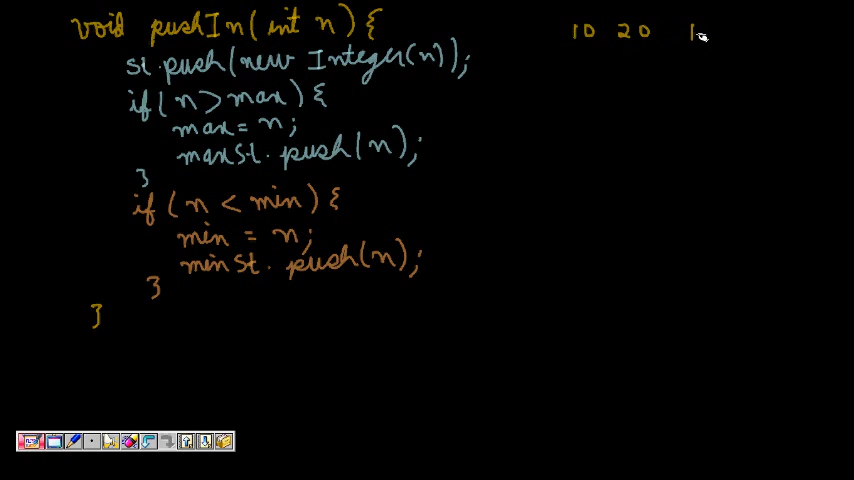 void pushIn(int n){
10 20 1
st.push(new Integer(n));
if(n>max){
max=n;
maxSt.push(n);
}
if(n < min){
min = n;
minSt.push(n);
}
}